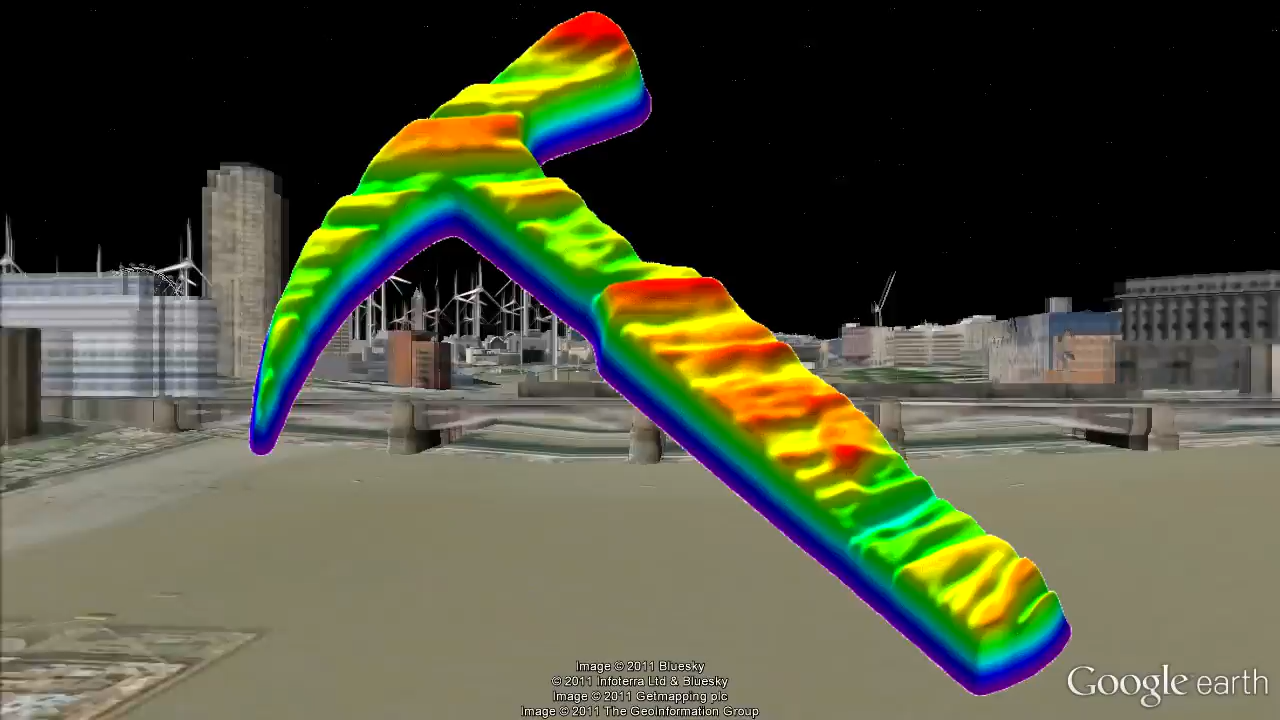 Image © 2011 Bluesky
© 2011 Infoterra Ltd & Bluesky
Image © 2011 Getmapping plc
Image © 2011 The GeoInformation Group
Google earth